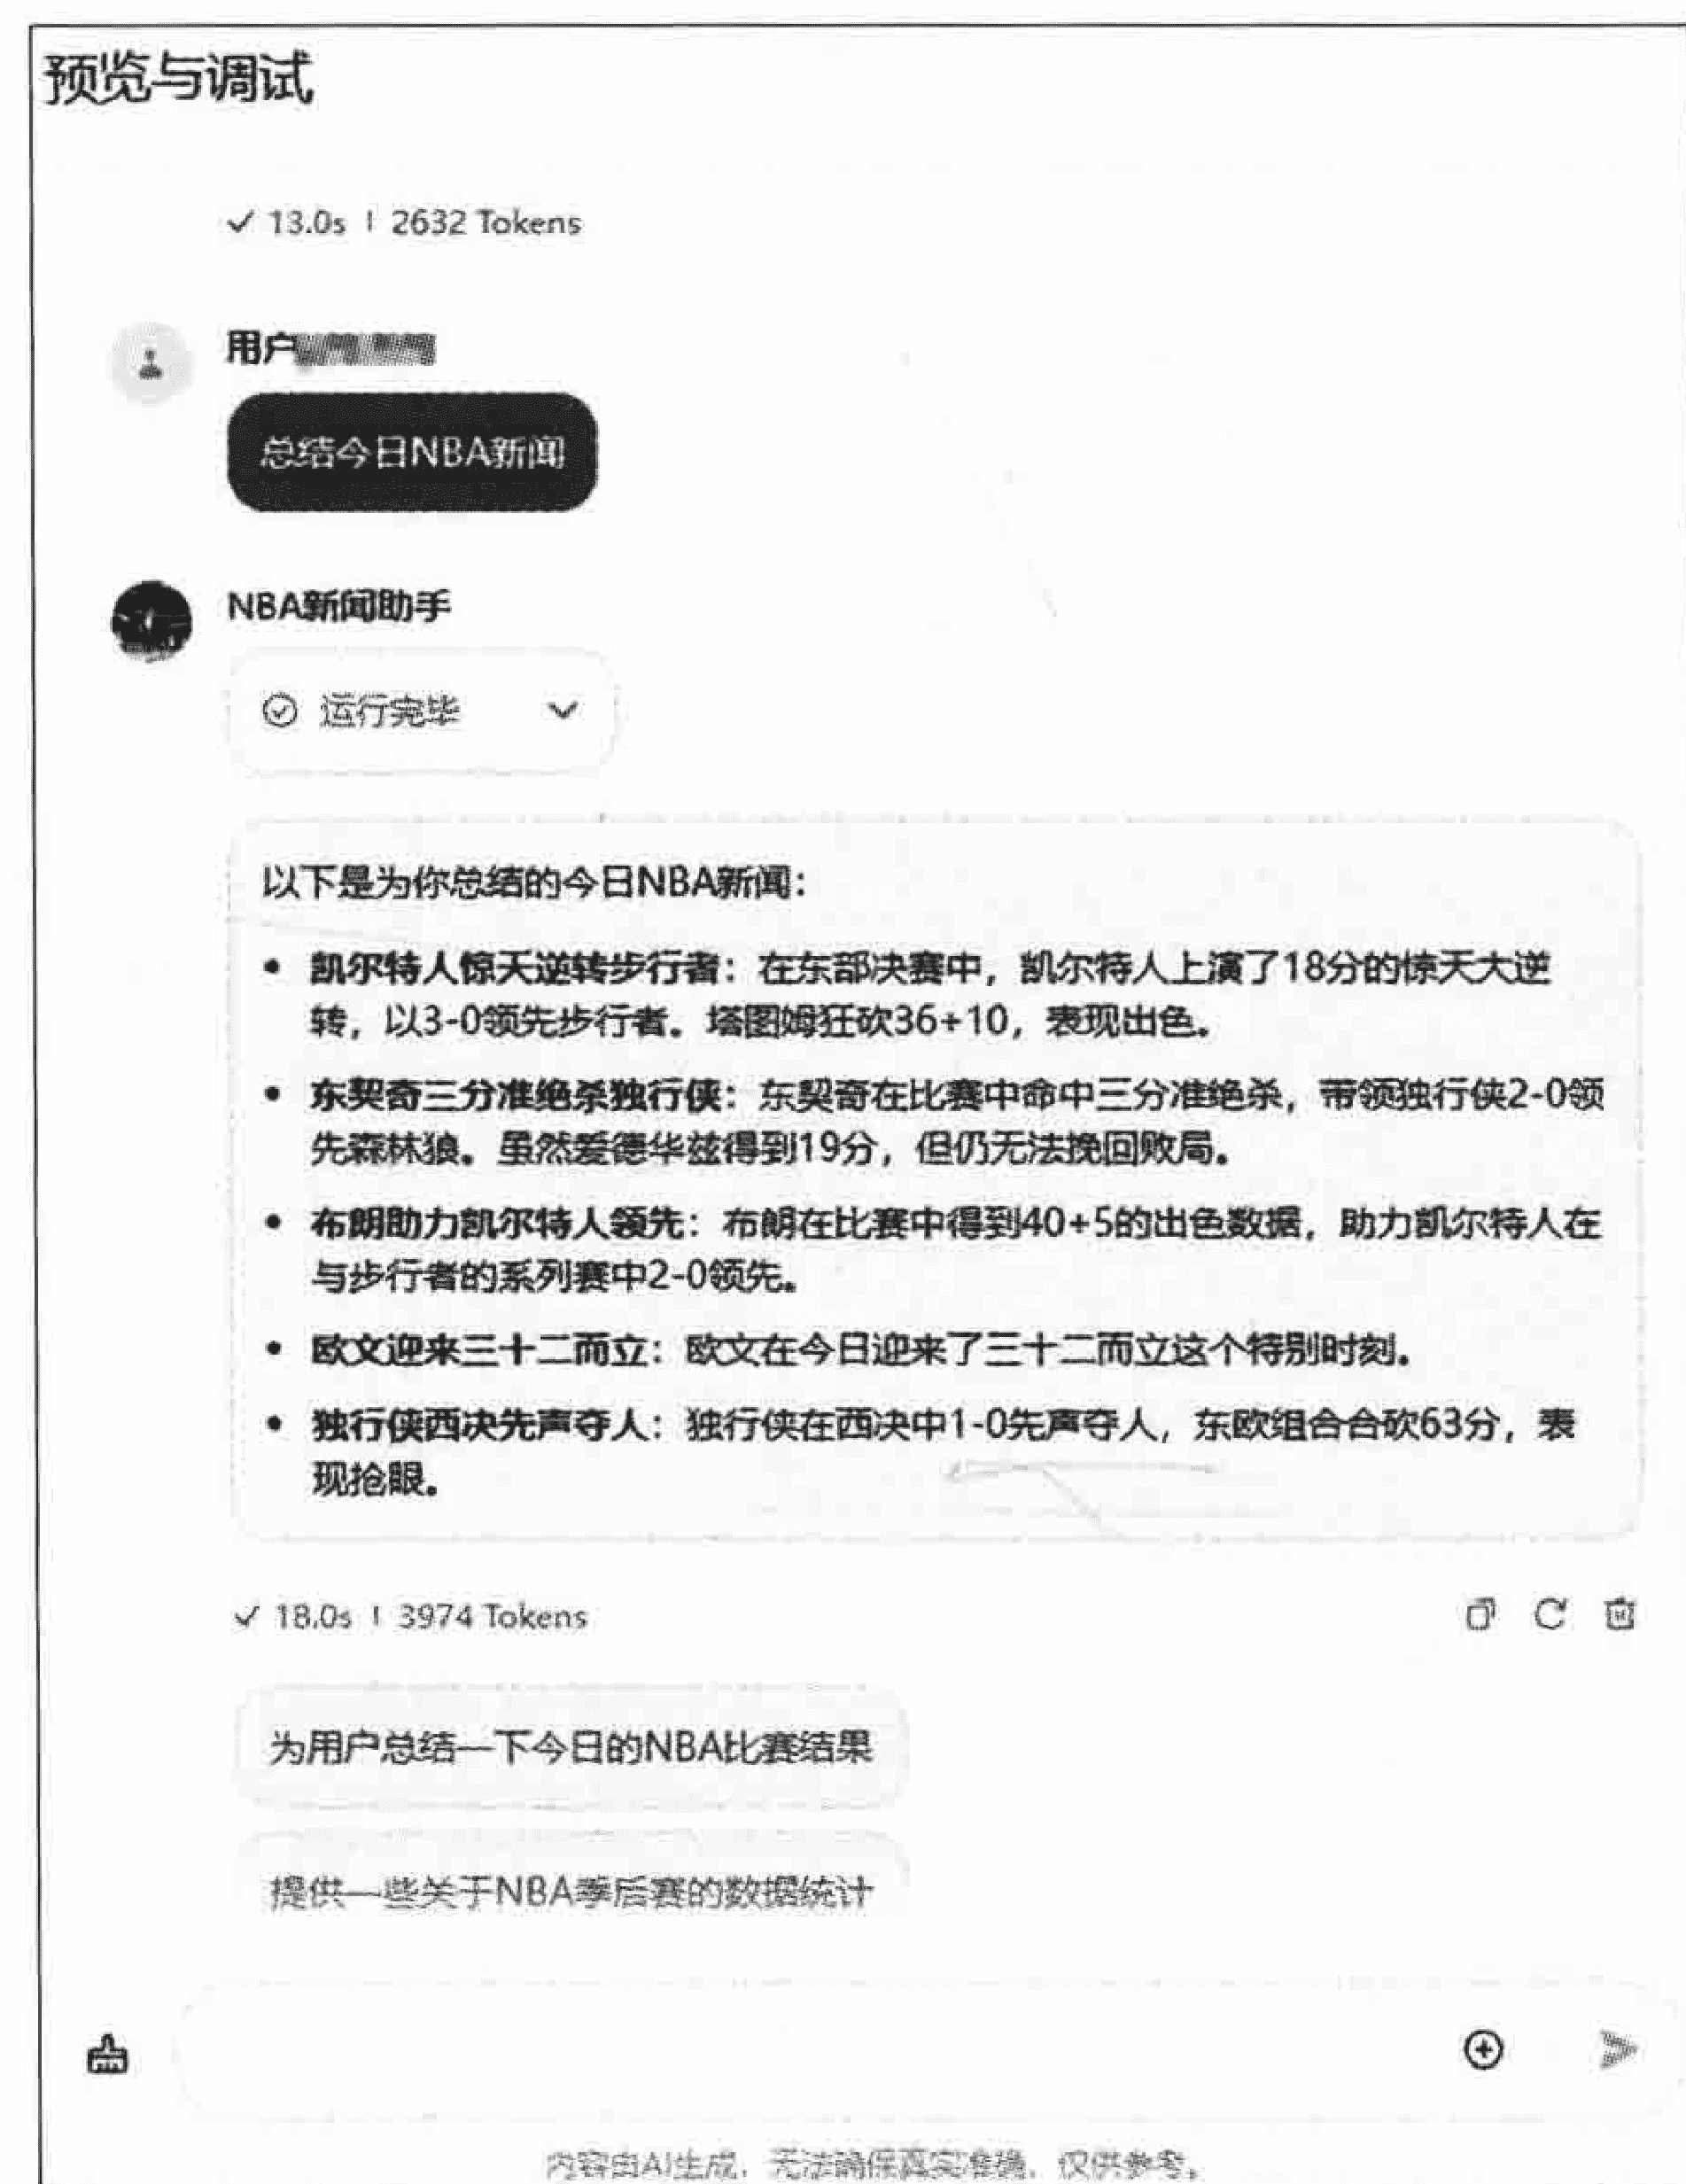 预览与调试
13.0s | 2632 Tokens
用户
总结今日NBA新闻
NBA新闻助手
运行完毕
以下是为你总结的今日NBA新闻：
• 凯尔特人惊天逆转步行者：在东部决赛中，凯尔特人上演了18分的惊天大逆
转，以3-0领先步行者。塔图姆狂砍36+10，表现出色。
• 东契奇三分准绝杀独行侠：东契奇在比赛中命中三分准绝杀，带领独行侠2-0领
先森林狼。虽然爱德华兹得到19分，但仍无法挽回败局。
• 布朗助力凯尔特人领先：布朗在比赛中得到40+5的出色数据，助力凯尔特人在
与步行者的系列赛中2-0领先。
• 欧文迎来三十二而立：欧文在今日迎来了三十二而立这个特别时刻。
• 独行侠西决先声夺人：独行侠在西决中1-0先声夺人，东欧组合合砍63分，表
现抢眼。
18.0s | 3974 Tokens
为用户总结一下今日的NBA比赛结果
提供一些关于NBA季后赛的数据统计
内容由AI生成，无法确保真实准确，仅供参考。